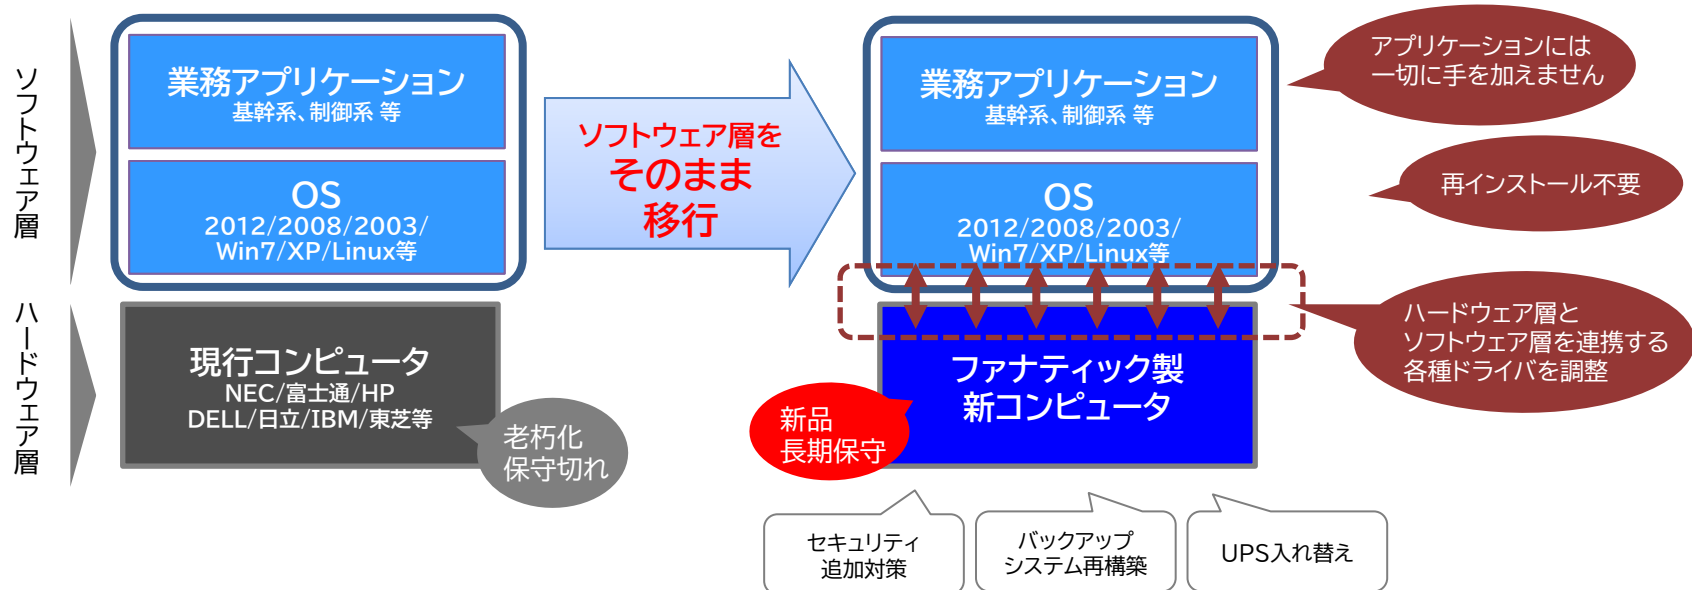 ソフトウェア層
業務アプリケーション
基幹系、制御系 等
OS
2012/2008/2003/
Win7/XP/Linux等
ハードウェア層
現行コンピュータ
NEC/富士通/HP
DELL/日立/IBM/東芝等
老朽化
保守切れ
ソフトウェア層を
そのまま
移行
業務アプリケーション
基幹系、制御系 等
OS
2012/2008/2003/
Win7/XP/Linux等
ファナティック製
新コンピュータ
新品
長期保守
アプリケーションには
一切に手を加えません
再インストール不要
ハードウェア層と
ソフトウェア層を連携する
各種ドライバを調整
セキュリティ
追加対策
バックアップ
システム再構築
UPS入れ替え